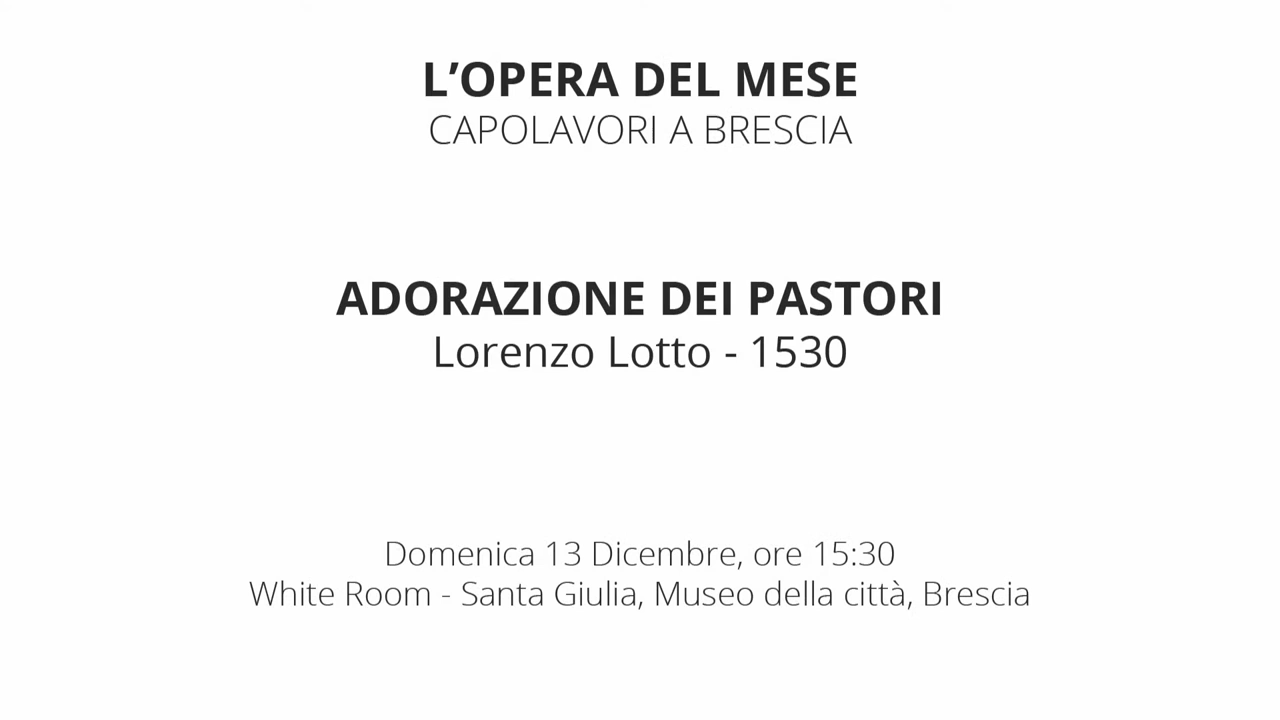 L’OPERA DEL MESE
CAPOLAVORI A BRESCIA
ADORAZIONE DEI PASTORI
Lorenzo Lotto - 1530
Domenica 13 Dicembre, ore 15:30
White Room - Santa Giulia, Museo della città, Brescia